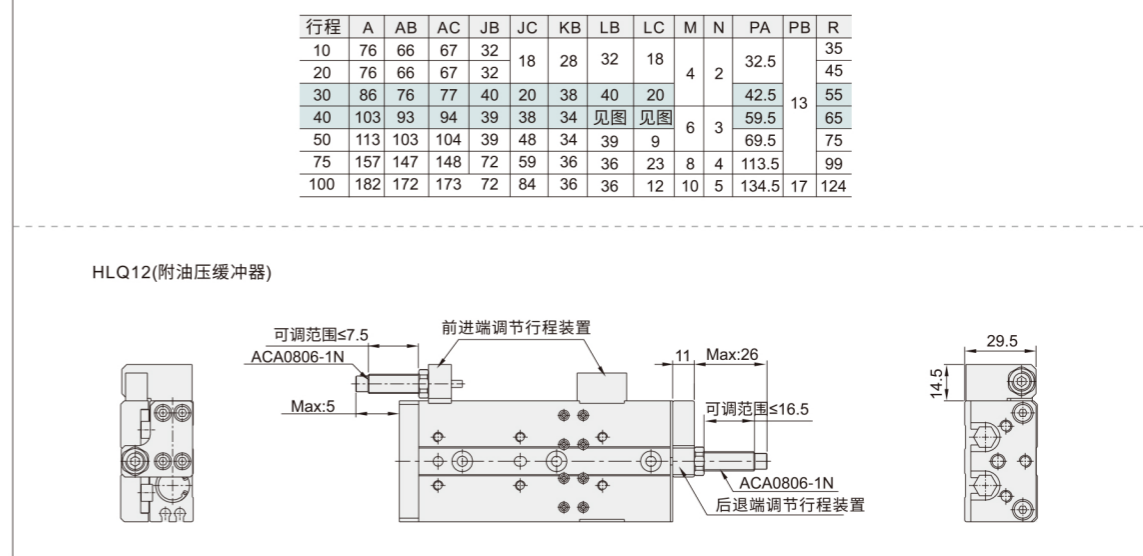 行程 A AB AC JB JC KB LB LC M N PA PB R
10 76 66 67 32 18 28 32 18 4 2 32.5 13 35
20 76 66 67 32 45
30 86 76 77 40 20 38 40 20 42.5 55
40 103 93 94 39 38 34 见图 见图 6 3 59.5 65
50 113 103 104 39 48 34 39 9 69.5 75
75 157 147 148 72 59 36 36 23 8 4 113.5 99
100 182 172 173 72 84 36 36 12 10 5 134.5 17 124
HLQ12(附油压缓冲器)
可调范围≤7.5
前进端调节行程装置
ACA0806-1N
11 Max:26
29.5
14.5
Max:5
可调范围≤16.5
ACA0806-1N
后退端调节行程装置